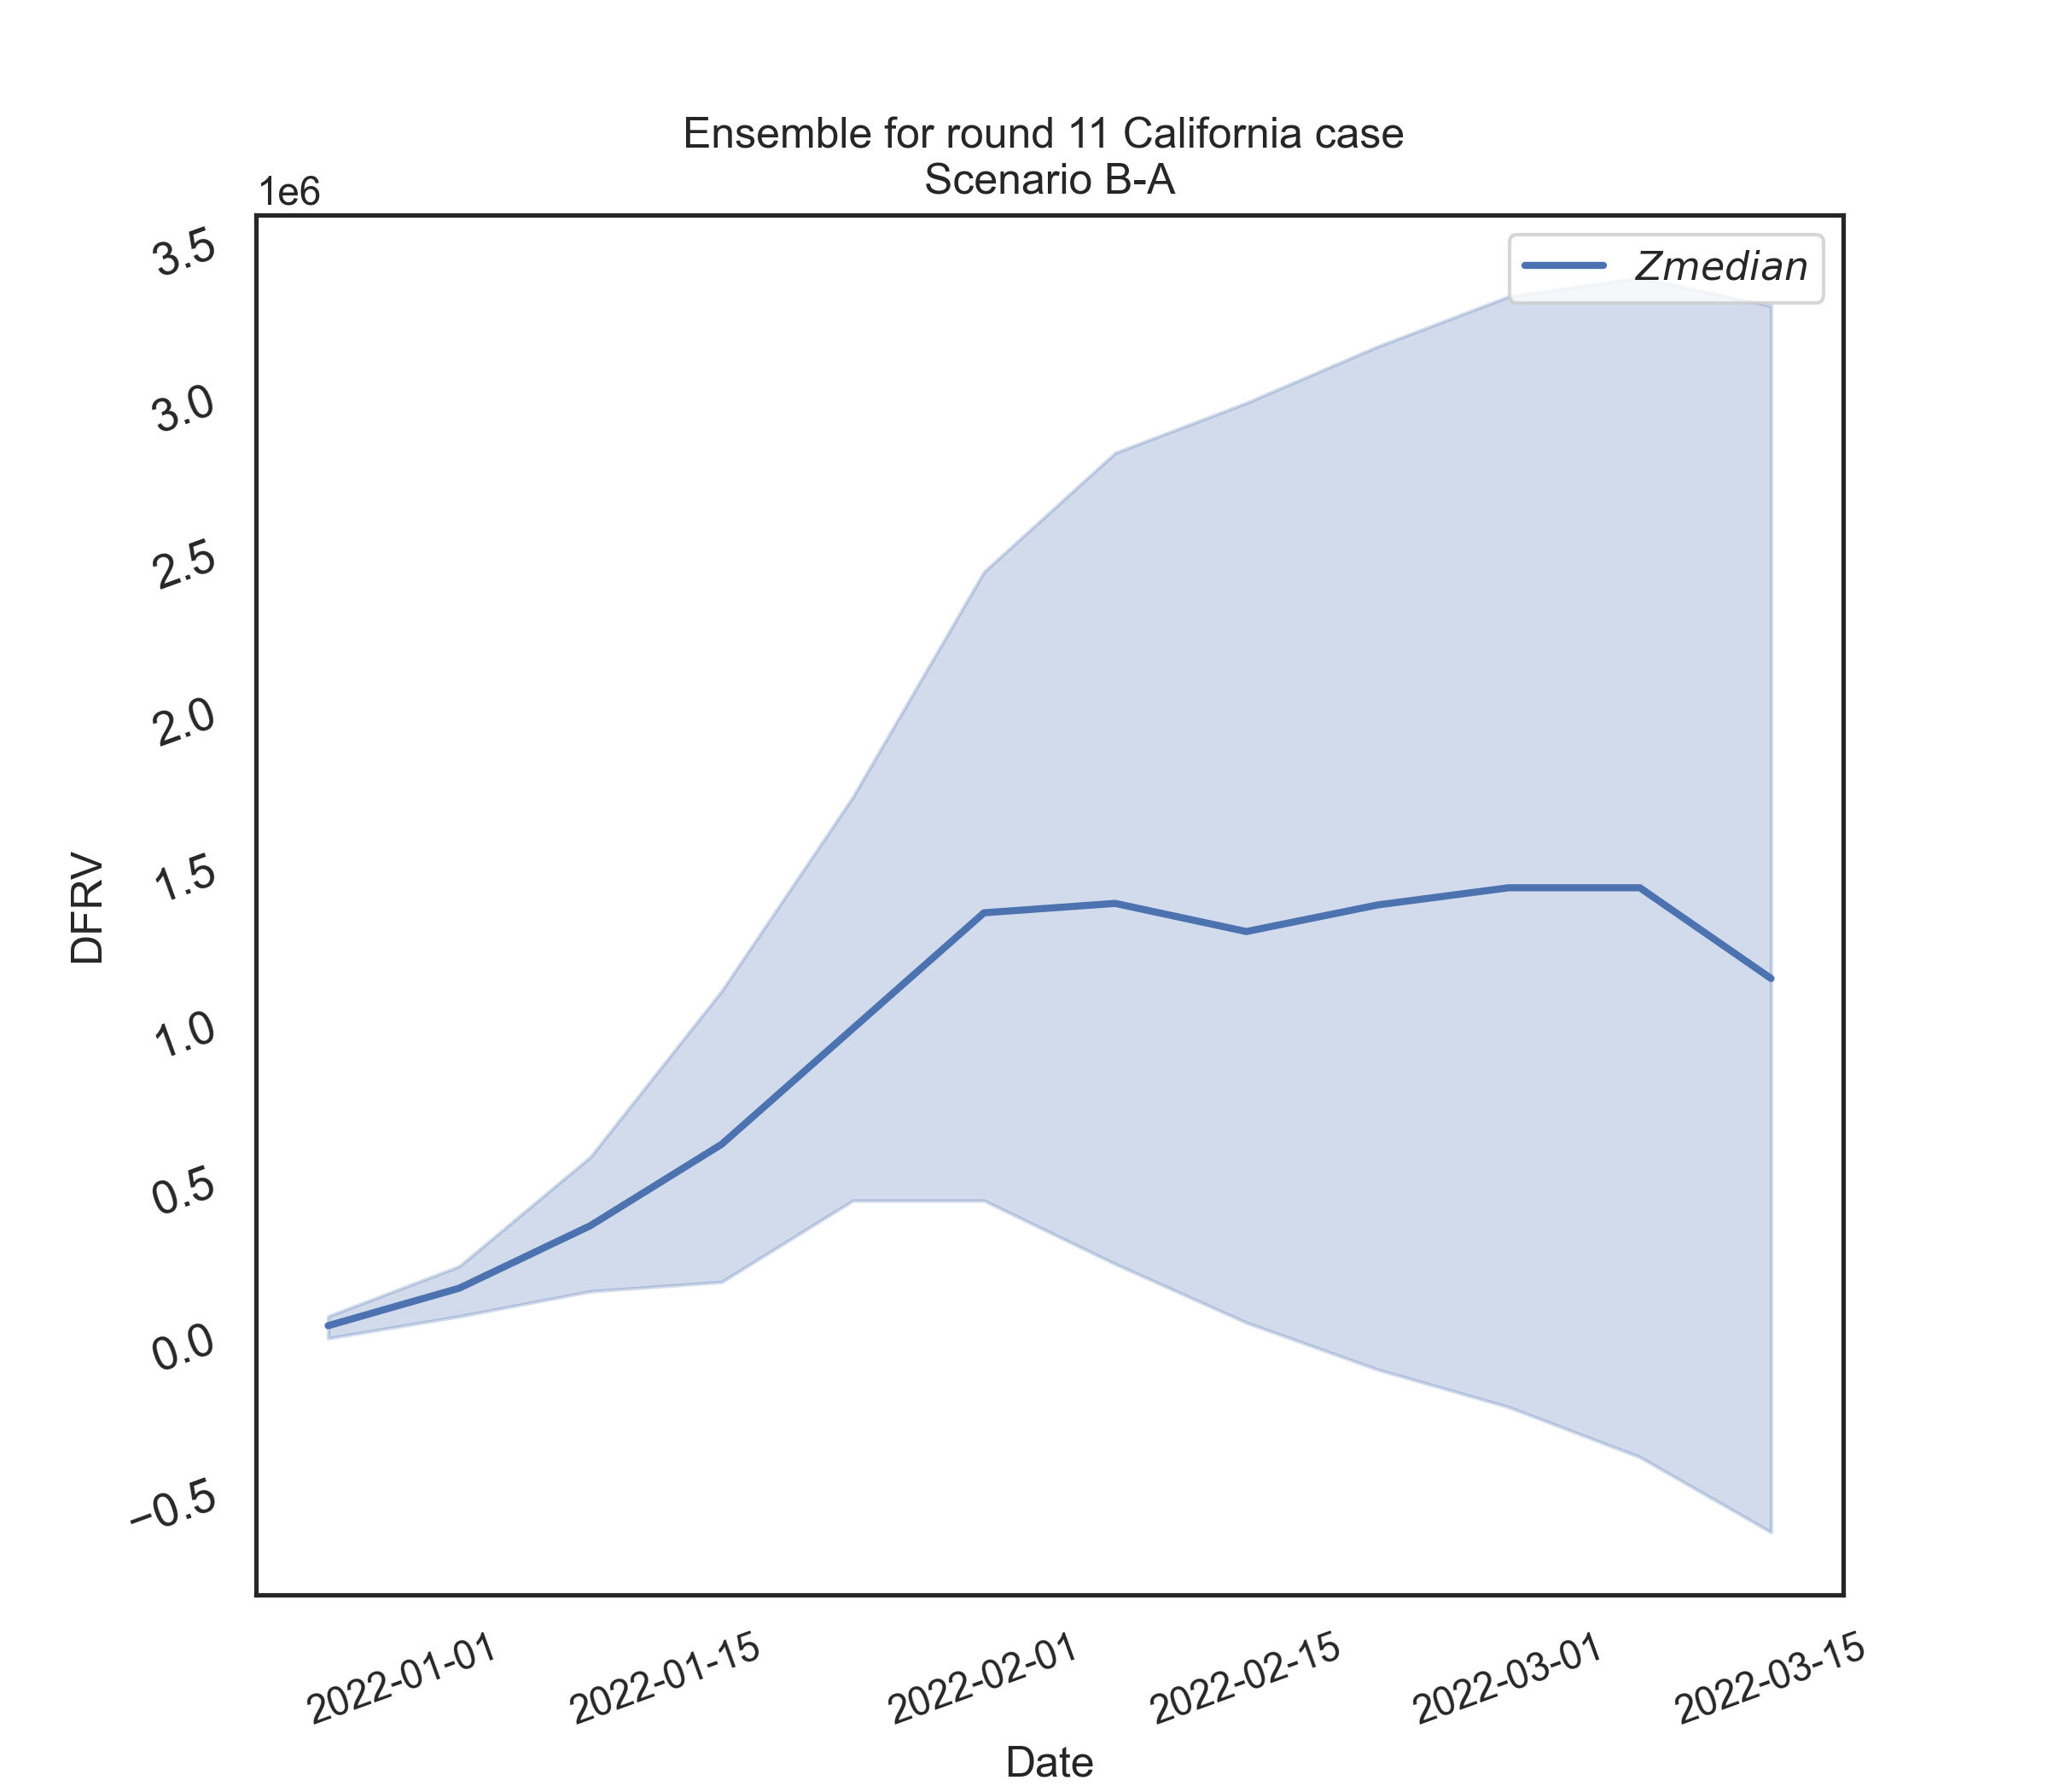 Ensemble for round 11 California case
Scenario B-A
1e6
Zmedian
3.5
3.0
2.5
2.0
1.5
1.0
0.5
0.0
−0.5
DFRV
2022-01-01
2022-01-15
2022-02-01
2022-02-15
2022-03-01
2022-03-15
Date